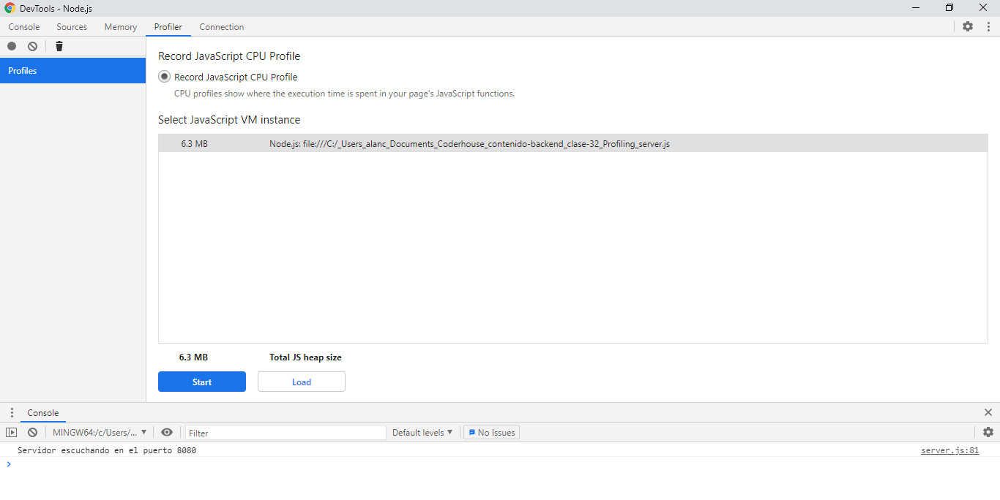 DevTools - Node.js
Console Sources Memory Profiler Connection
Profiles
Record JavaScript CPU Profile
Record JavaScript CPU Profile
CPU profiles show where the execution time is spent in your page's JavaScript functions.
Select JavaScript VM instance
6.3 MB Node.js: file:///C:/_Users_alanc_Documents_Coderhouse_contenido-backend_clase-32_Profiling_server.js
6.3 MB Total JS heap size
Start Load
Console
MINGW64:/c/Users/... Filter Default levels No Issues
Servidor escuchando en el puerto 8080 server.js:81